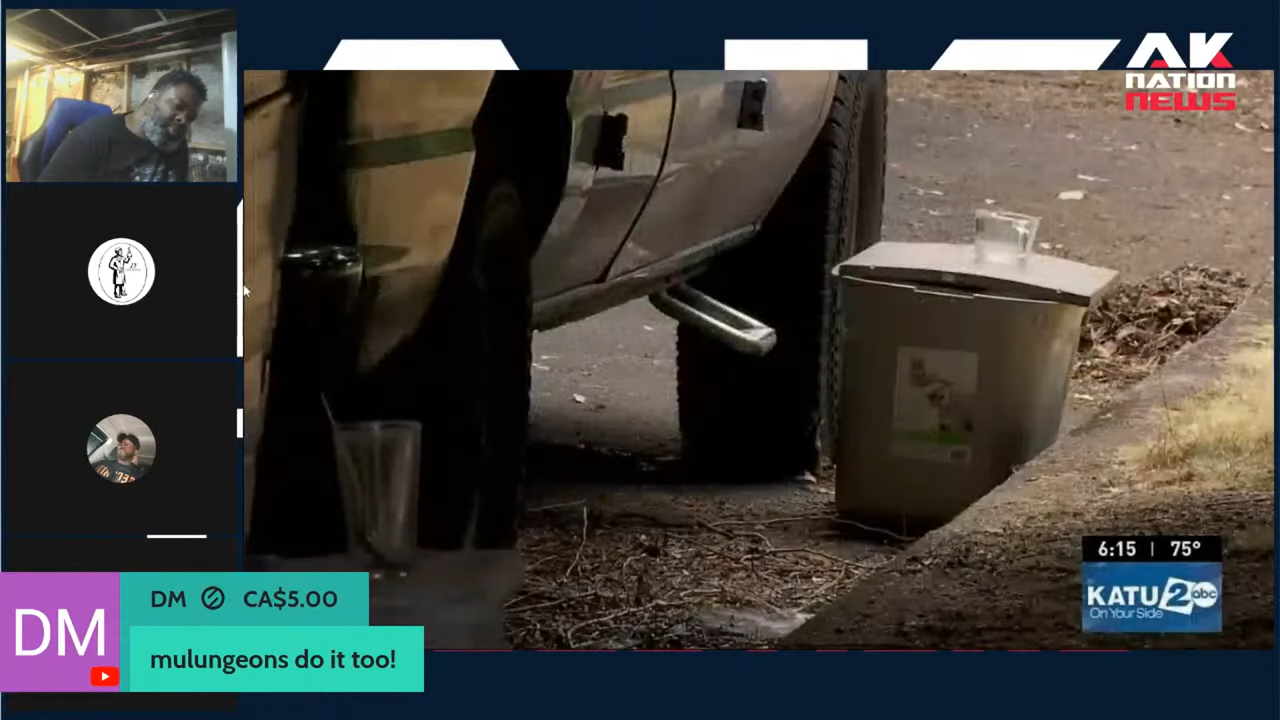 AK
NATION
NEWS
6:15 | 75°
KATU 2 abc
On Your Side
DM
DM CA$5.00
mulungeons do it too!